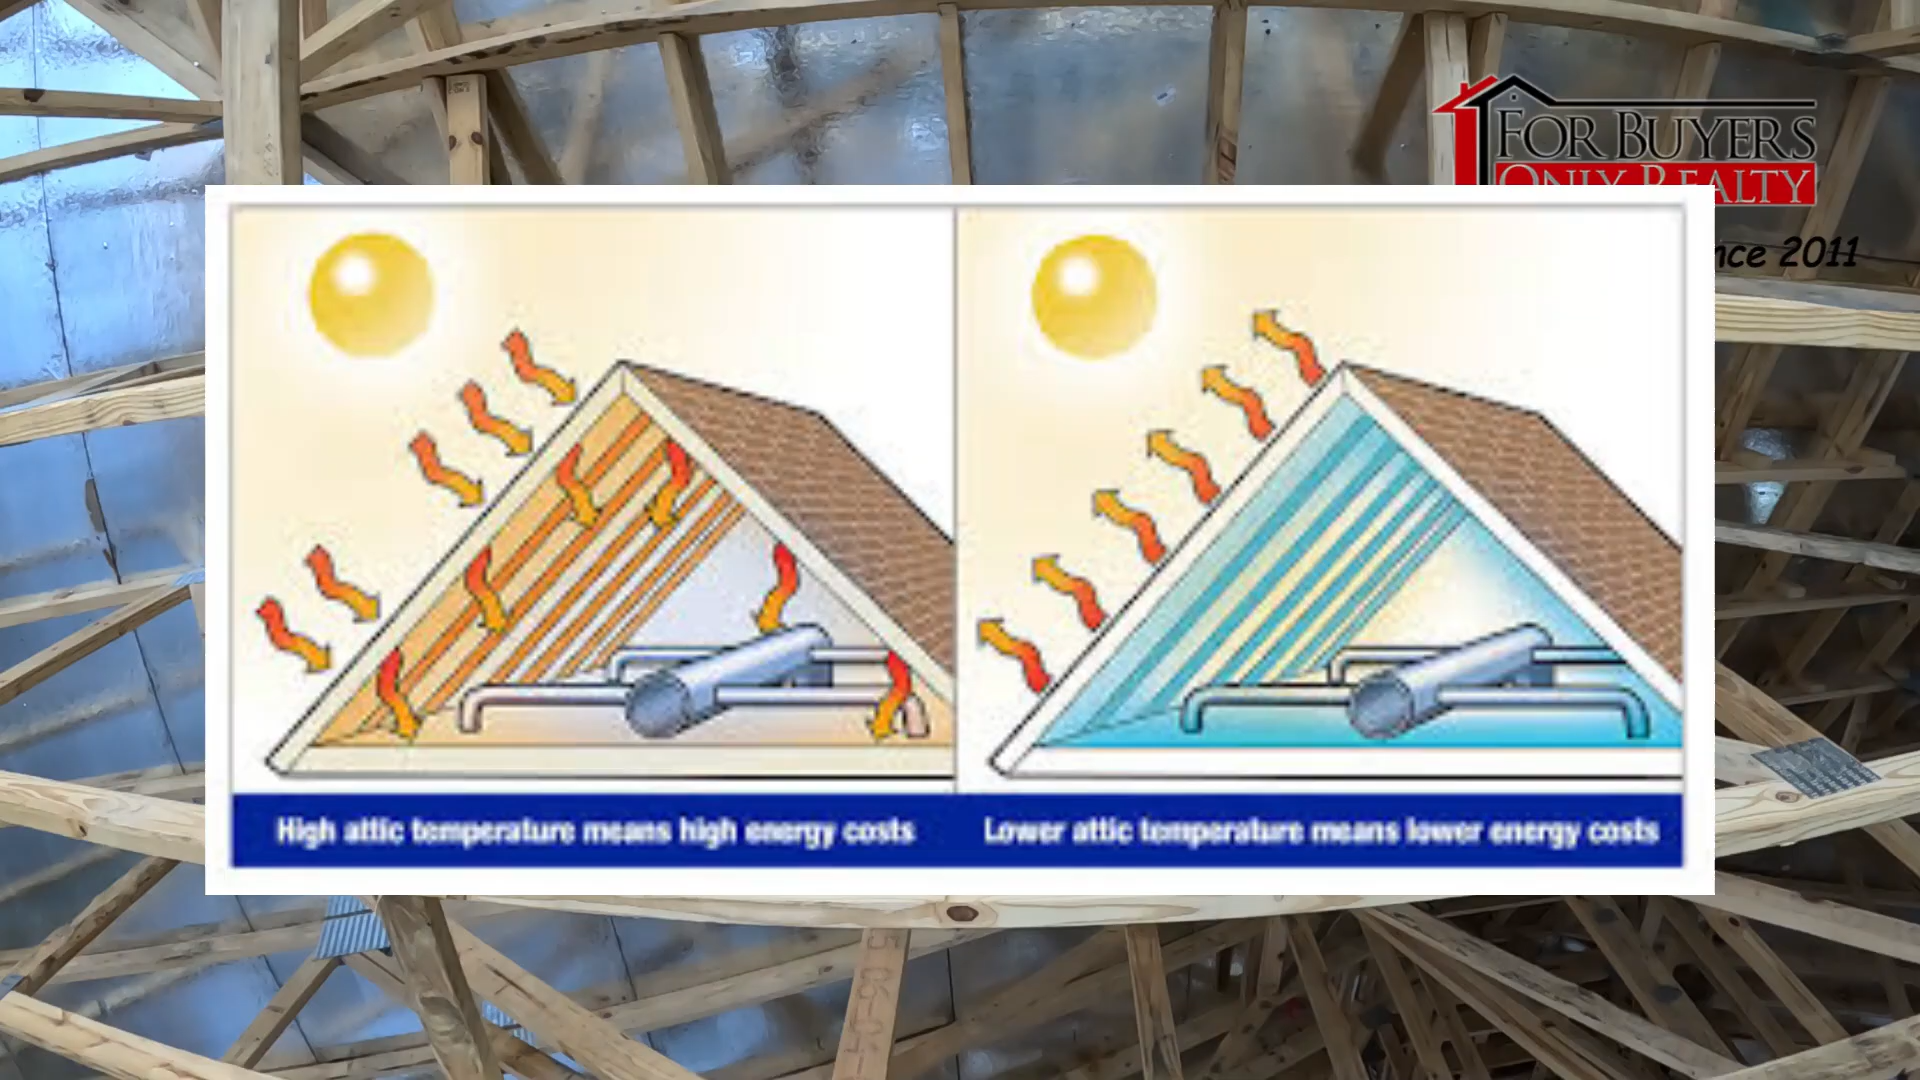 FOR BUYERS
ONLY REALTY
nce 2011
High attic temperature means high energy costs
Lower attic temperature means lower energy costs